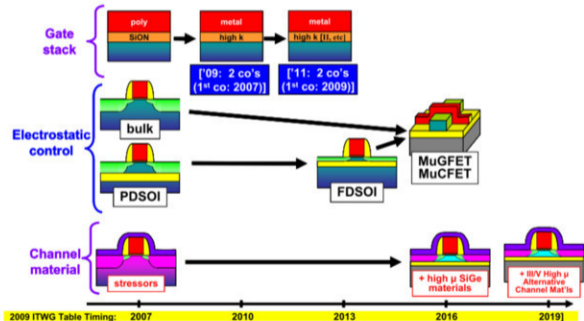 Gate
stack
poly
SiON
metal
high k
metal
high k [II, etc]
['09: 2 co's
(1st co: 2007)]
['11: 2 co's
(1st co: 2009)]
Electrostatic
control
bulk
PDSOI
FDSOI
MuGFET
MuCFET
Channel
material
stressors
+ high µ SiGe
materials
+ III/V High µ
Alternative
Channel Mat'ls
2009 ITWG Table Timing: 2007 2010 2013 2016 2019]